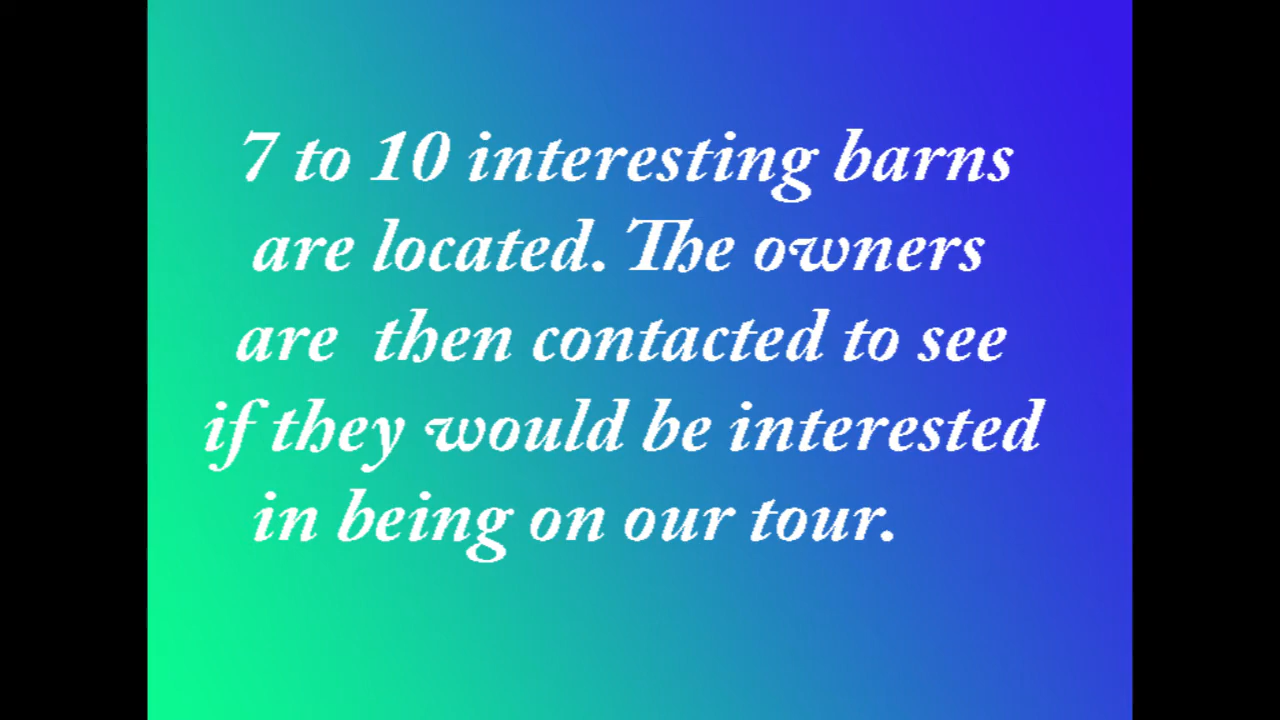 7 to 10 interesting barns
are located. The owners
are  then contacted to see
if they would be interested
in being on our tour.